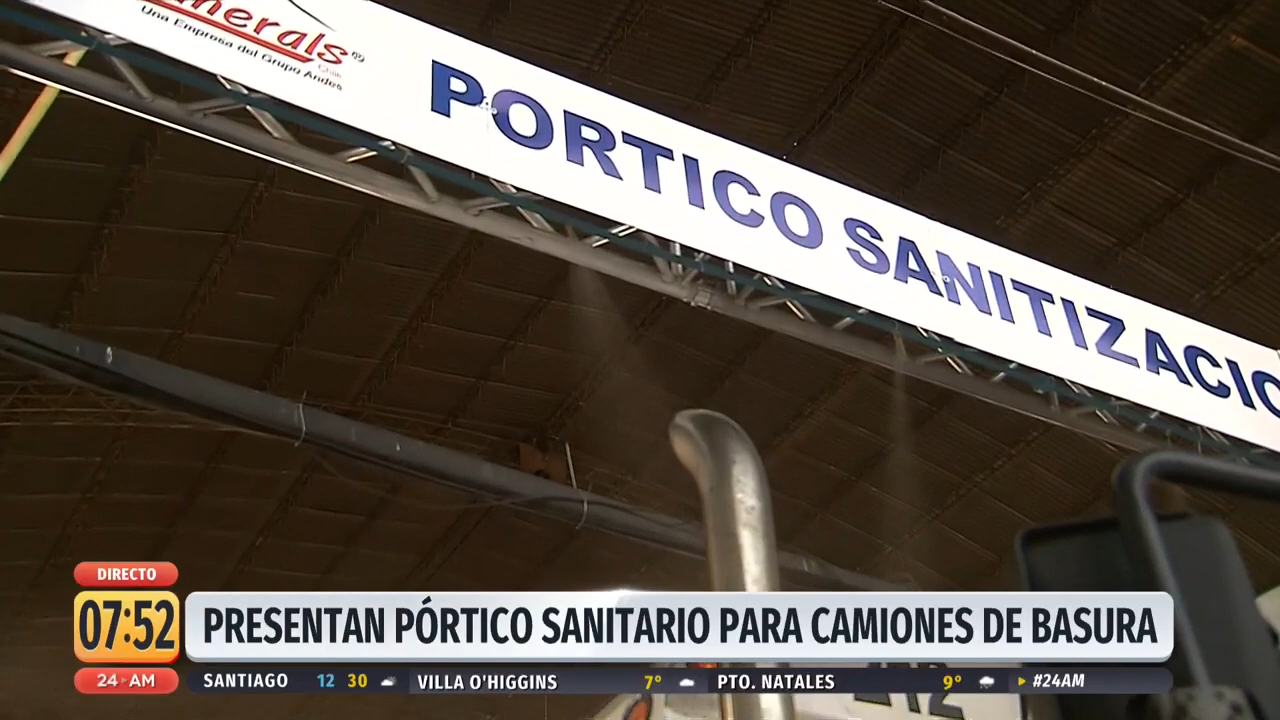 Una Empresa del Grupo Andes
PORTICO SANITIZACIO
DIRECTO
07:52
PRESENTAN PÓRTICO SANITARIO PARA CAMIONES DE BASURA
24 AM
SANTIAGO 12 30 VILLA O'HIGGINS 7° PTO. NATALES 9° #24AM